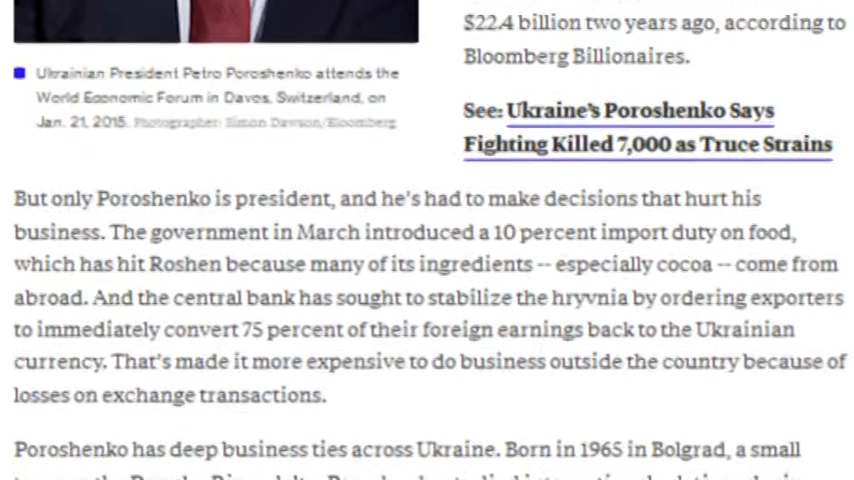 $22.4 billion two years ago, according to
Bloomberg Billionaires.
Ukrainian President Petro Poroshenko attends the
World Economic Forum in Davos, Switzerland, on
Jan. 21, 2015. Photographer: Simon Dawson/Bloomberg
See: Ukraine's Poroshenko Says
Fighting Killed 7,000 as Truce Strains
But only Poroshenko is president, and he's had to make decisions that hurt his
business. The government in March introduced a 10 percent import duty on food,
which has hit Roshen because many of its ingredients -- especially cocoa -- come from
abroad. And the central bank has sought to stabilize the hryvnia by ordering exporters
to immediately convert 75 percent of their foreign earnings back to the Ukrainian
currency. That's made it more expensive to do business outside the country because of
losses on exchange transactions.
Poroshenko has deep business ties across Ukraine. Born in 1965 in Bolgrad, a small